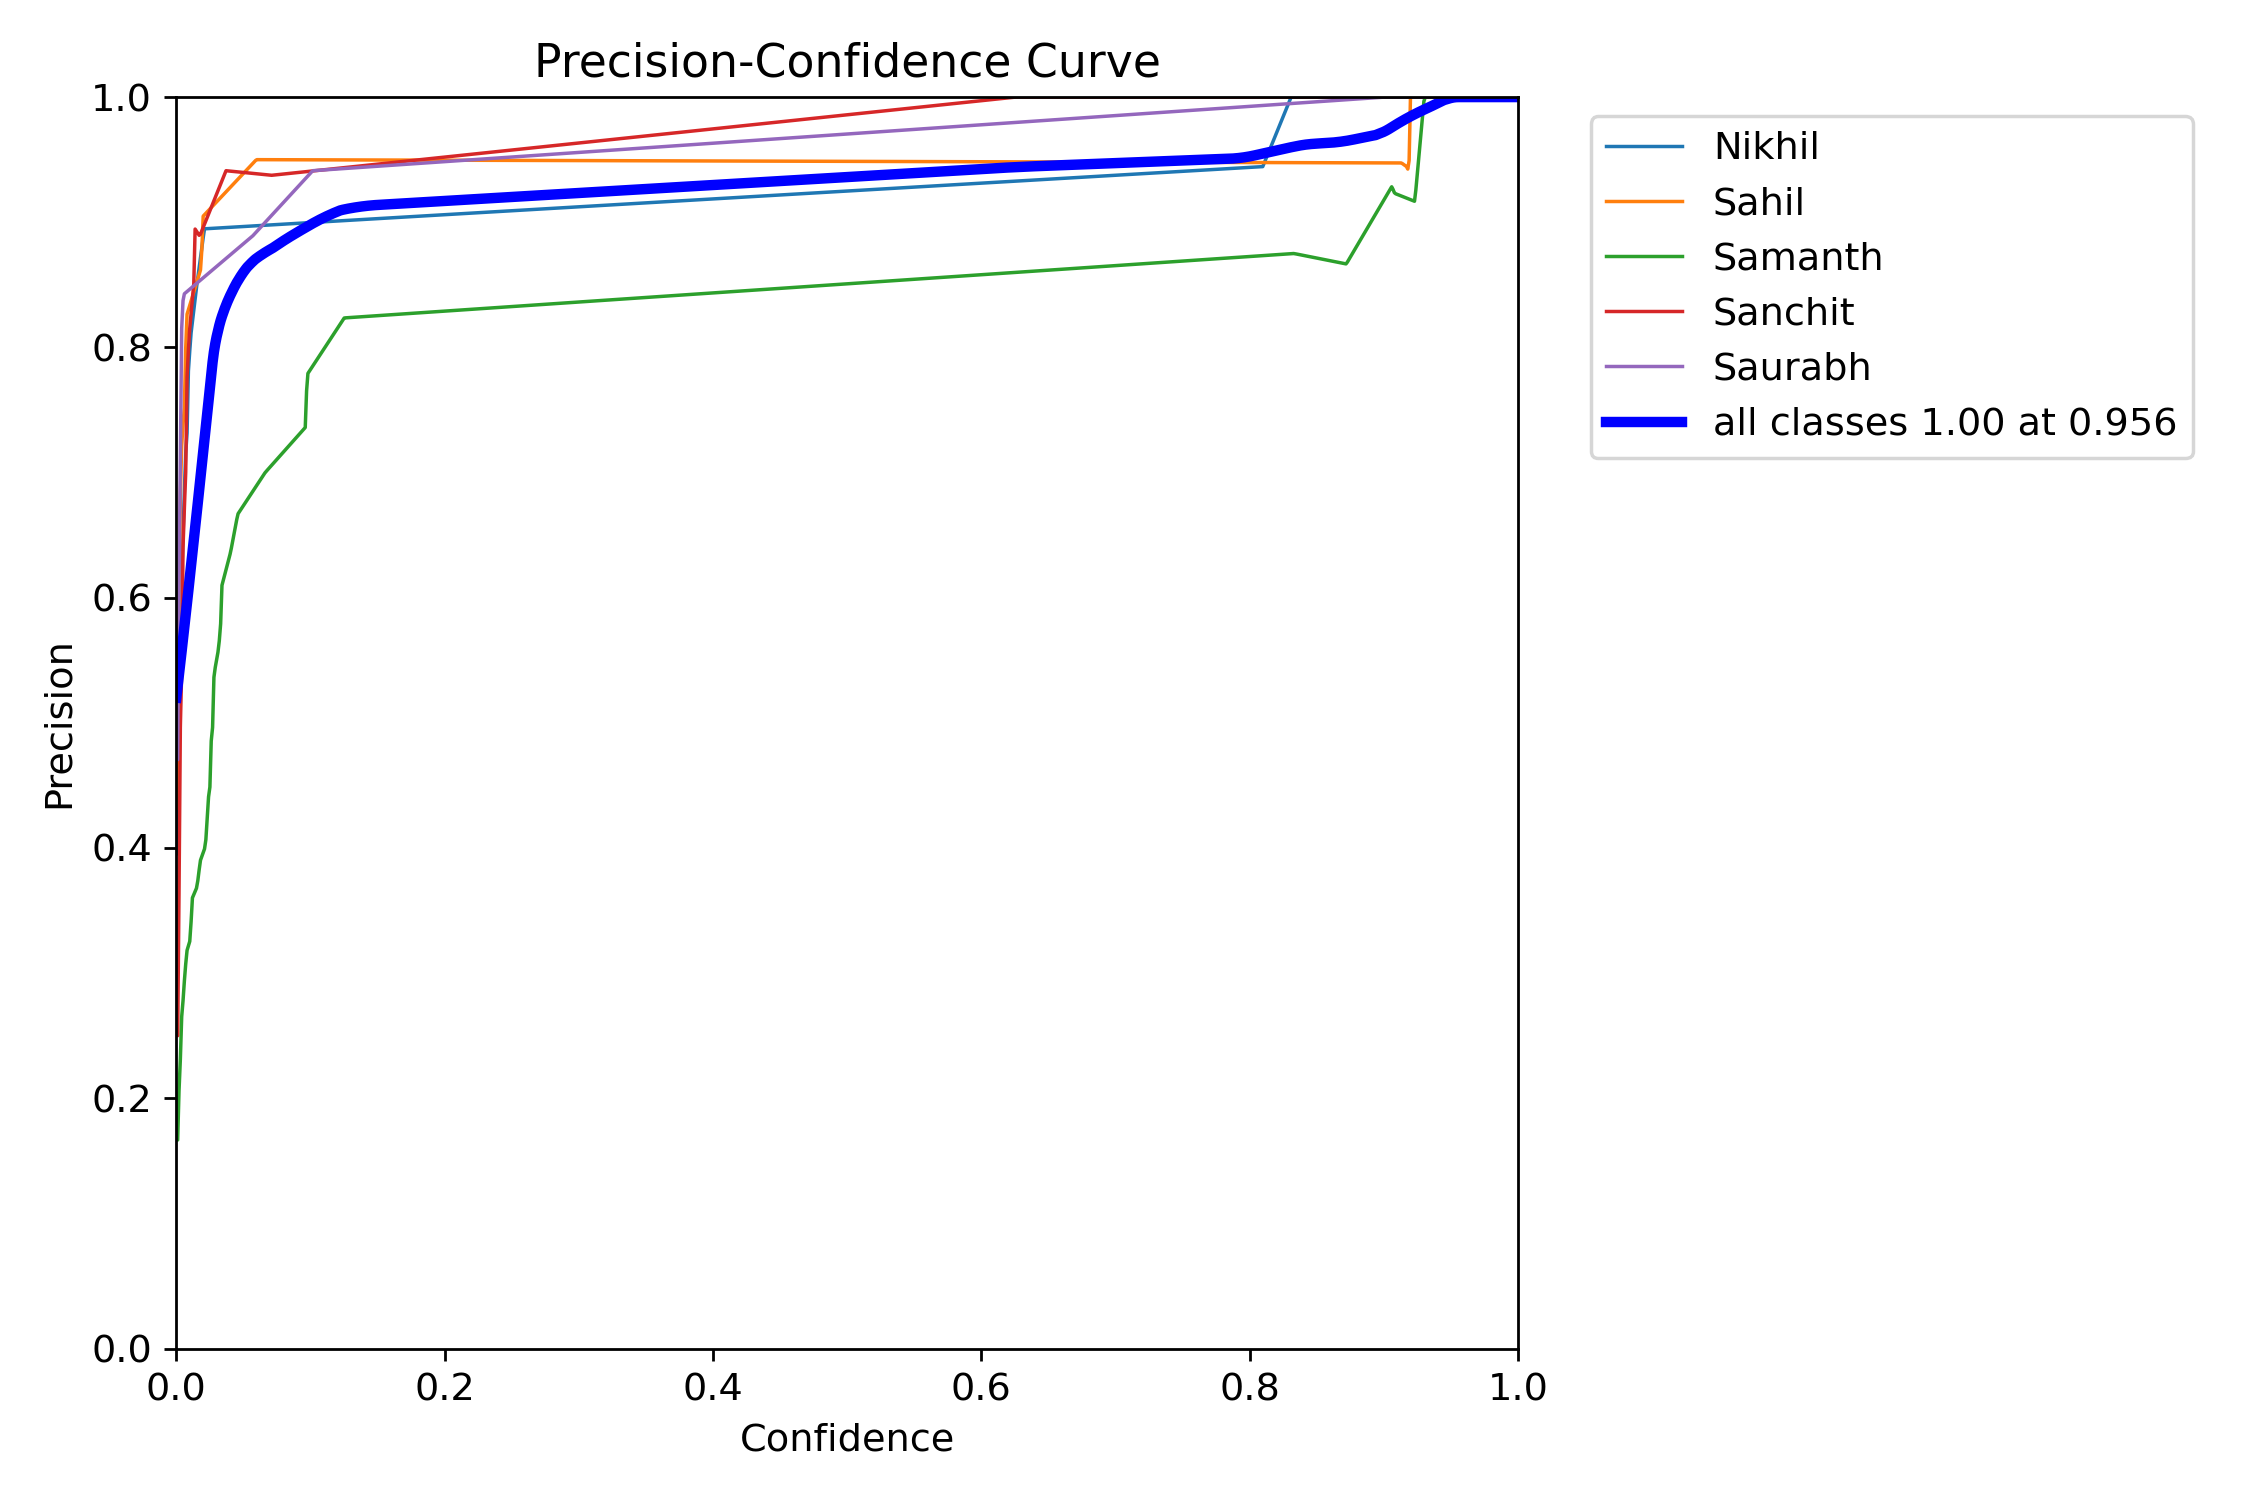 Precision-Confidence Curve
1.0
0.8
0.6
0.4
0.2
0.0
Precision
0.0 0.2 0.4 0.6 0.8 1.0
Confidence
Nikhil
Sahil
Samanth
Sanchit
Saurabh
all classes 1.00 at 0.956